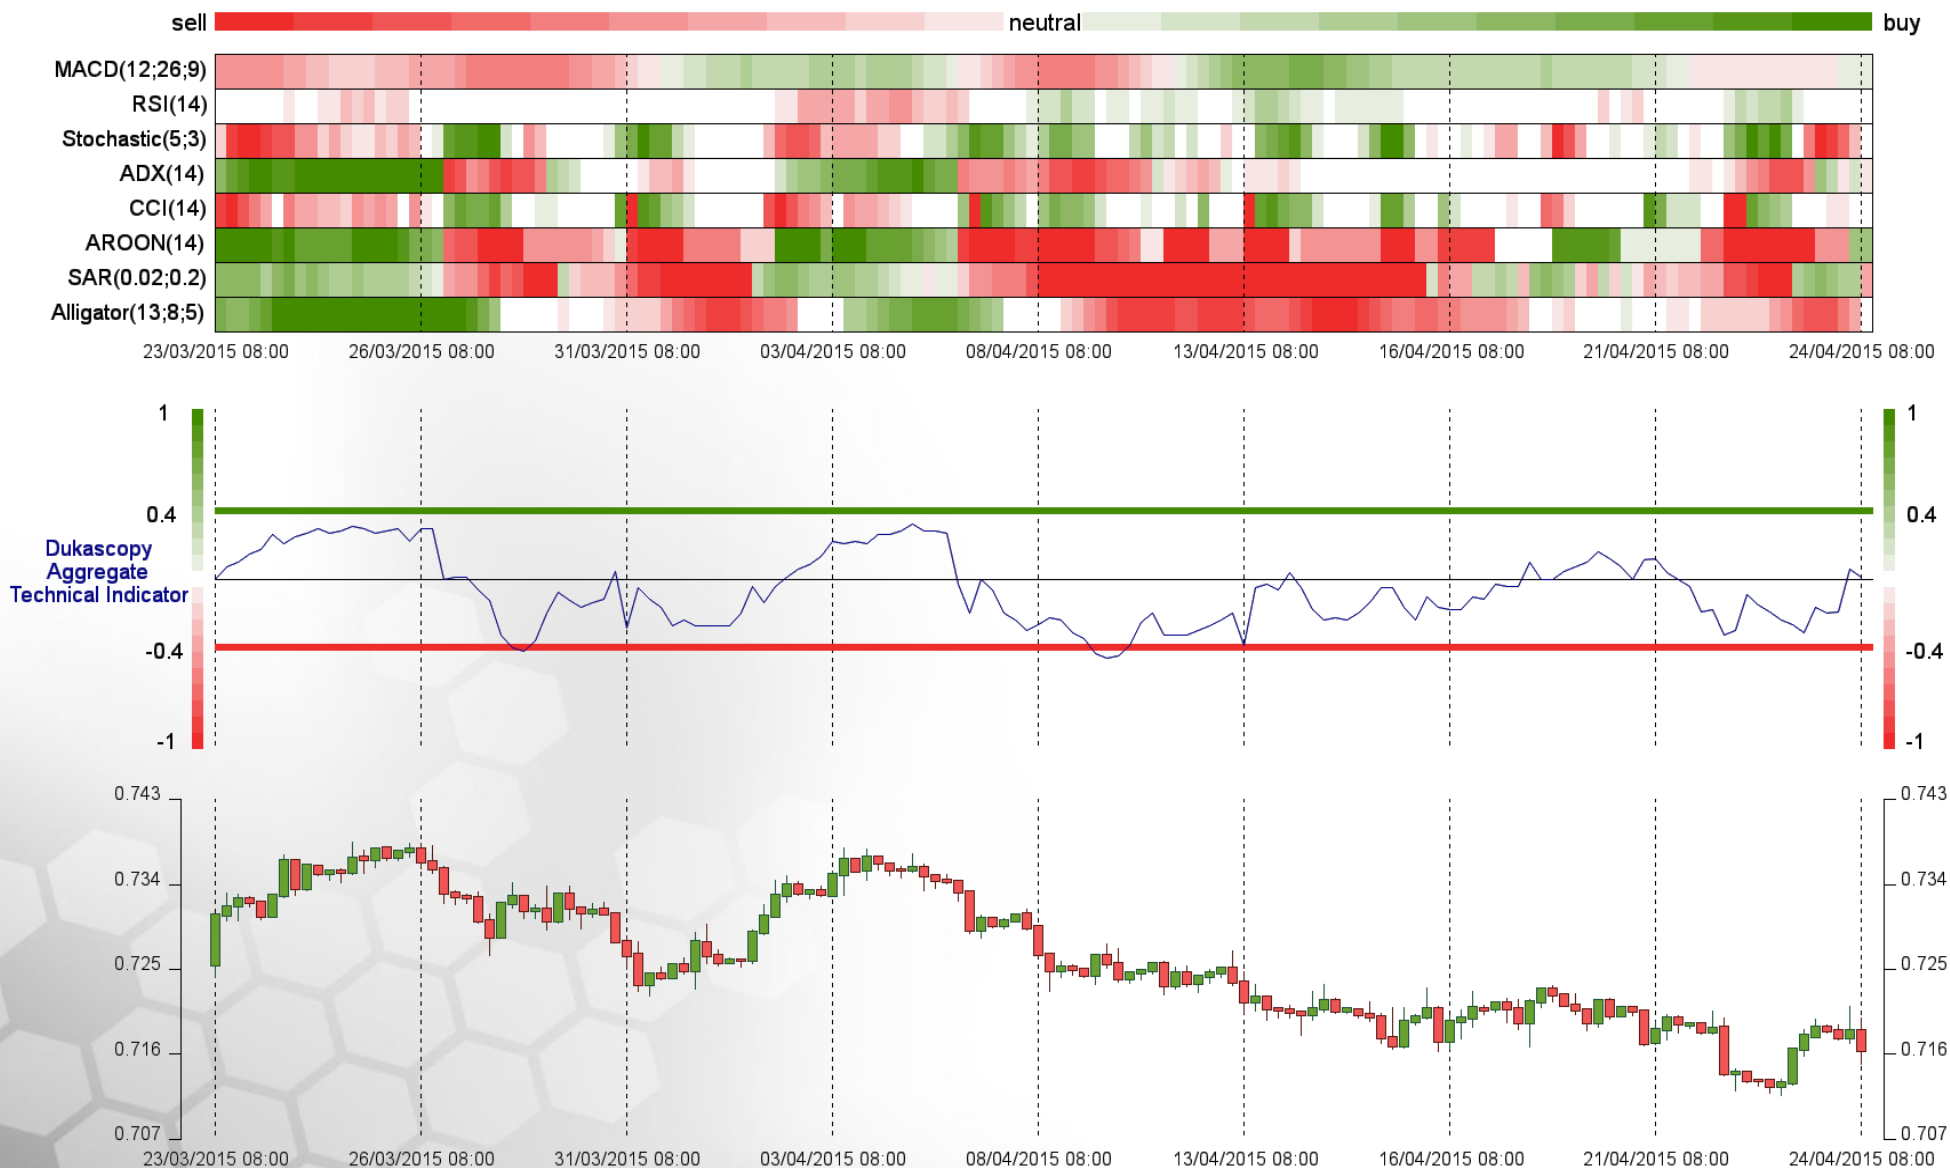 sell neutral buy
MACD(12;26;9)
RSI(14)
Stochastic(5;3)
ADX(14)
CCI(14)
AROON(14)
SAR(0.02;0.2)
Alligator(13;8;5)
23/03/2015 08:00 26/03/2015 08:00 31/03/2015 08:00 03/04/2015 08:00 08/04/2015 08:00 13/04/2015 08:00 16/04/2015 08:00 21/04/2015 08:00 24/04/2015 08:00
1 1
0.4 0.4
Dukascopy
Aggregate
Technical Indicator
-0.4 -0.4
-1 -1
0.743 0.743
0.734 0.734
0.725 0.725
0.716 0.716
0.707 0.707
23/03/2015 08:00 26/03/2015 08:00 31/03/2015 08:00 03/04/2015 08:00 08/04/2015 08:00 13/04/2015 08:00 16/04/2015 08:00 21/04/2015 08:00 24/04/2015 08:00